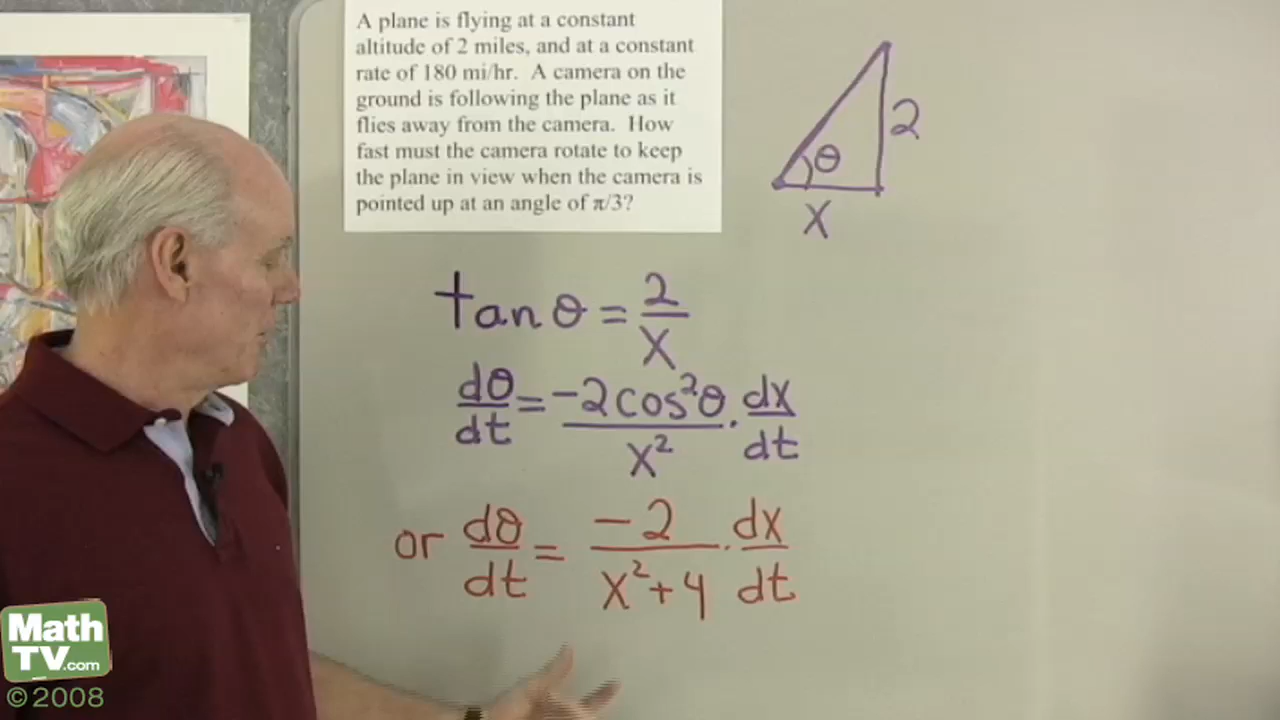 A plane is flying at a constant
altitude of 2 miles, and at a constant
rate of 180 mi/hr. A camera on the
ground is following the plane as it
flies away from the camera. How
fast must the camera rotate to keep
the plane in view when the camera is
pointed up at an angle of π/3?
2
θ
x
tan θ = 2/x
dθ/dt = -2cos²θ/x² · dx/dt
or dθ/dt = -2/(x²+4) · dx/dt
Math
TV.com
©2008